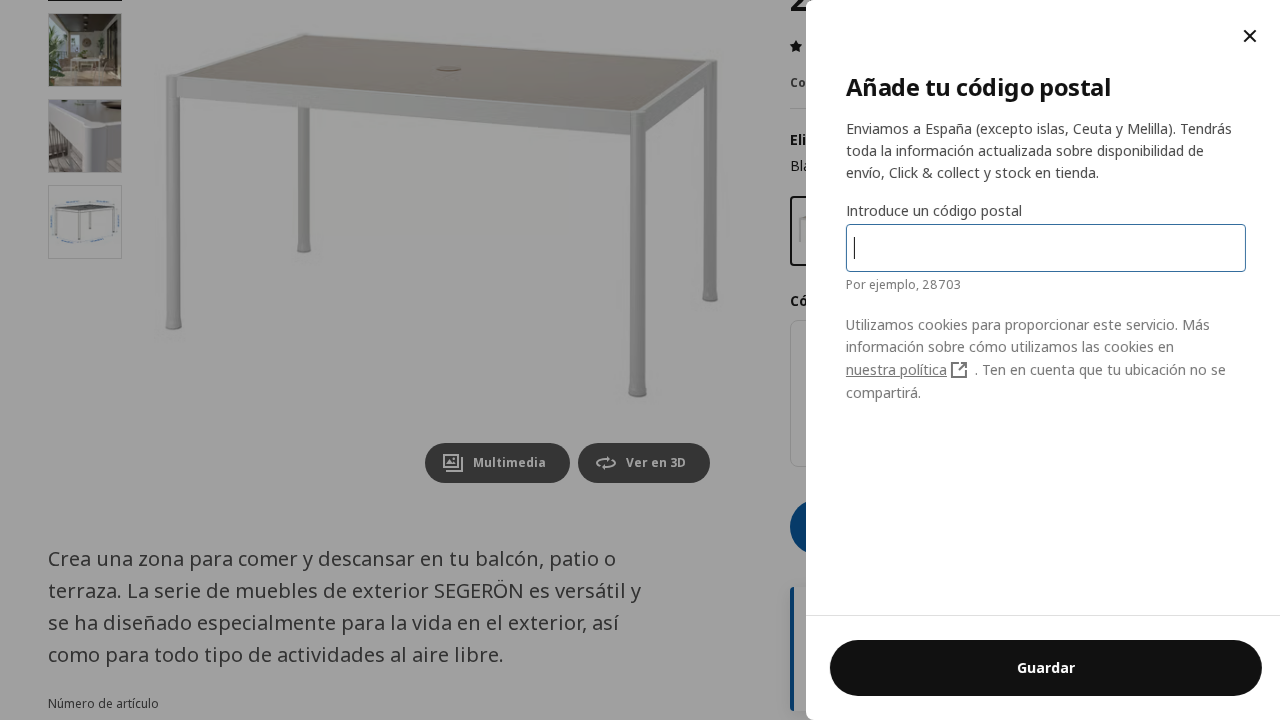 Añade tu código postal
Enviamos a España (excepto islas, Ceuta y Melilla). Tendrás
toda la información actualizada sobre disponibilidad de
envío, Click & collect y stock en tienda.
Introduce un código postal
Por ejemplo, 28703
Utilizamos cookies para proporcionar este servicio. Más
información sobre cómo utilizamos las cookies en
nuestra política . Ten en cuenta que tu ubicación no se
compartirá.
Guardar
Multimedia
Ver en 3D
Crea una zona para comer y descansar en tu balcón, patio o
terraza. La serie de muebles de exterior SEGERÖN es versátil y
se ha diseñado especialmente para la vida en el exterior, así
como para todo tipo de actividades al aire libre.
Número de artículo